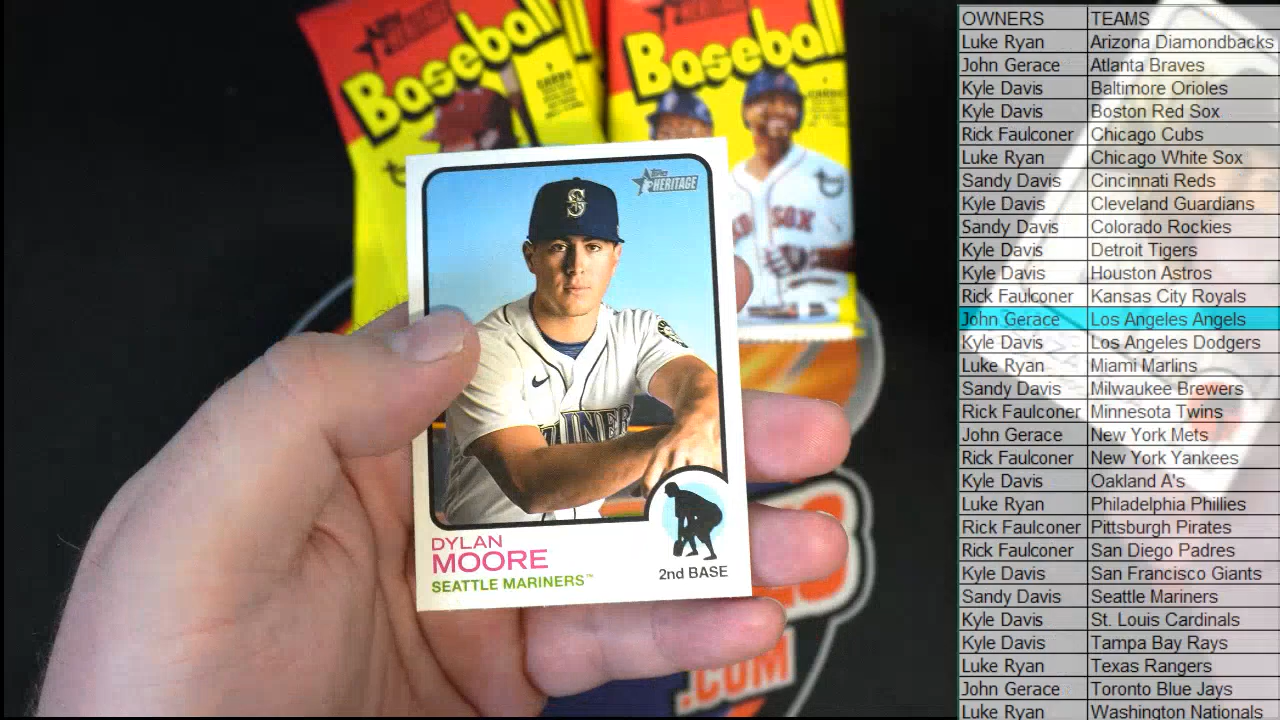 Baseball
Baseball
CARDS
Topps
HERITAGE
S
SOX
DYLAN
MOORE
SEATTLE MARINERS™
2nd BASE
.COM
OWNERS TEAMS
Luke Ryan Arizona Diamondbacks
John Gerace Atlanta Braves
Kyle Davis Baltimore Orioles
Kyle Davis Boston Red Sox
Rick Faulconer Chicago Cubs
Luke Ryan Chicago White Sox
Sandy Davis Cincinnati Reds
Kyle Davis Cleveland Guardians
Sandy Davis Colorado Rockies
Kyle Davis Detroit Tigers
Kyle Davis Houston Astros
Rick Faulconer Kansas City Royals
John Gerace Los Angeles Angels
Kyle Davis Los Angeles Dodgers
Luke Ryan Miami Marlins
Sandy Davis Milwaukee Brewers
Rick Faulconer Minnesota Twins
John Gerace New York Mets
Rick Faulconer New York Yankees
Kyle Davis Oakland A's
Luke Ryan Philadelphia Phillies
Rick Faulconer Pittsburgh Pirates
Rick Faulconer San Diego Padres
Kyle Davis San Francisco Giants
Sandy Davis Seattle Mariners
Kyle Davis St. Louis Cardinals
Kyle Davis Tampa Bay Rays
Luke Ryan Texas Rangers
John Gerace Toronto Blue Jays
Luke Ryan Washington Nationals